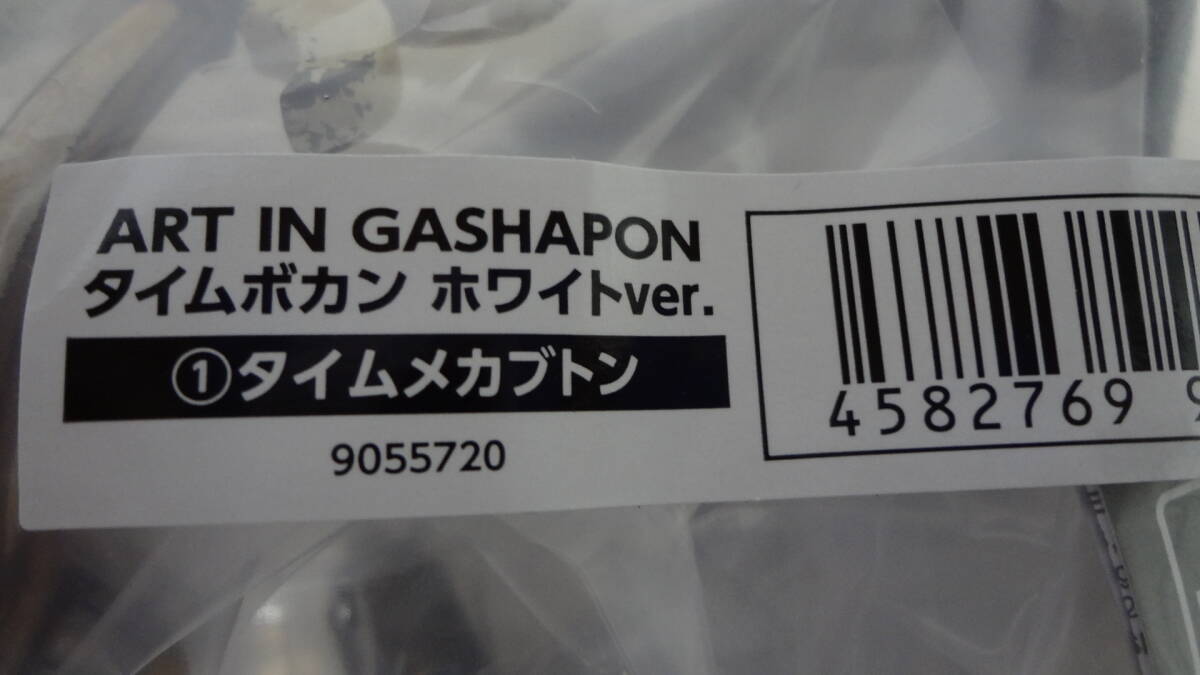 ART IN GASHAPON
タイムボカン ホワイトver.
①タイムメカブトン
9055720
4582769 9